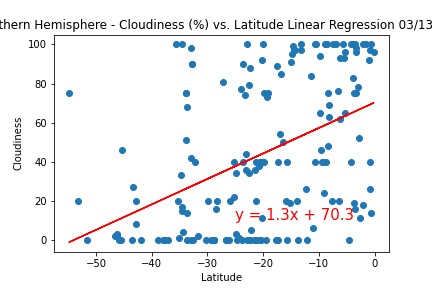 thern Hemisphere - Cloudiness (%) vs. Latitude Linear Regression 03/13
100
80
60
40
20
0
Cloudiness
y = 1.3x + 70.3
−50 −40 −30 −20 −10 0
Latitude